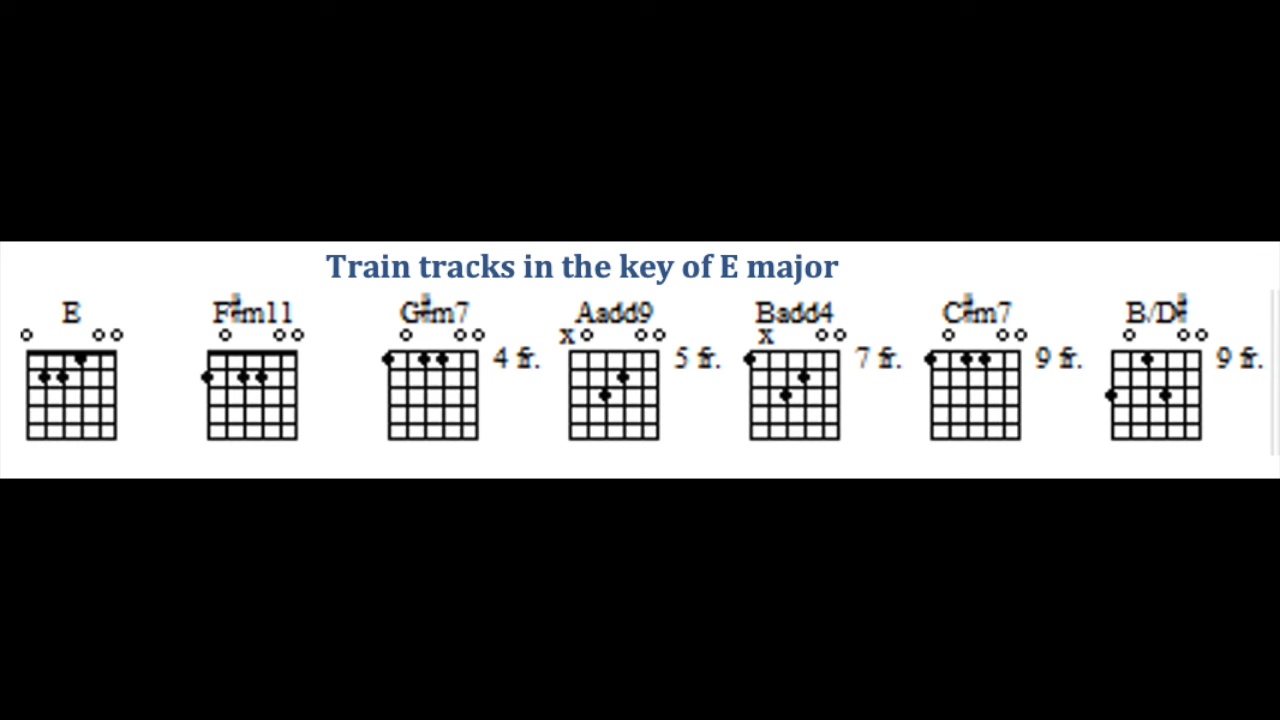 Train tracks in the key of E major
E F#m11 G#m7 Aadd9 Badd4 C#m7 B/D#
x x
4 fr. 5 fr. 7 fr. 9 fr. 9 fr.